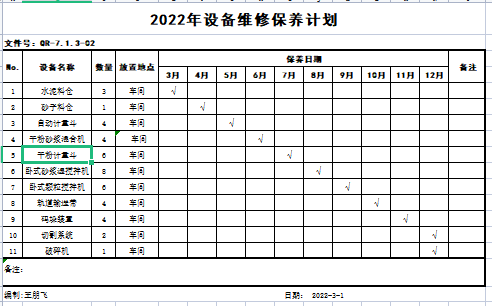 2022年设备维修保养计划
文件号：QR-7.1.3-02
No. 设备名称 数量 放置地点 保养日期 备注
3月 4月 5月 6月 7月 8月 9月 10月 11月 12月
1 水泥料仓 3 车间 √
2 砂子料仓 1 车间 √
3 自动计量斗 4 车间 √
4 干粉砂浆混合机 4 车间 √
5 干粉计量斗 6 车间 √
6 卧式砂浆搅拌机 8 车间 √
7 卧式颗粒搅拌机 6 车间 √
8 轨道输送带 4 车间 √
9 码垛装置 4 车间 √
10 切割系统 2 车间 √
11 破碎机 1 车间 √
备注：
编制:王朋飞 日期： 2022-3-1